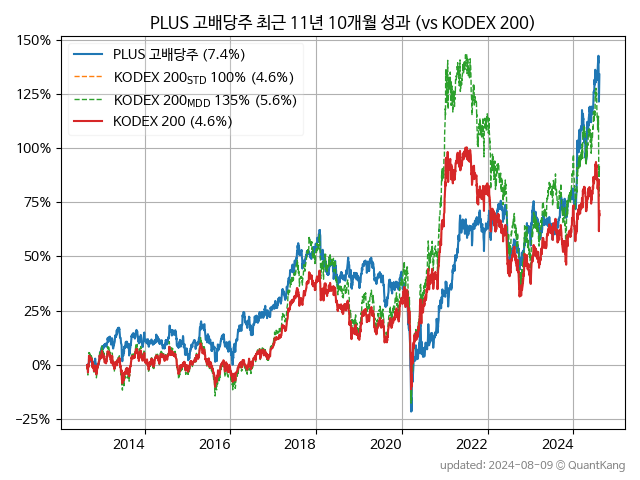 PLUS 고배당주 최근 11년 10개월 성과 (vs KODEX 200)
150%
125%
100%
75%
50%
25%
0%
−25%
PLUS 고배당주 (7.4%)
KODEX 200STD 100% (4.6%)
KODEX 200MDD 135% (5.6%)
KODEX 200 (4.6%)
2014 2016 2018 2020 2022 2024
updated: 2024-08-09 © QuantKang